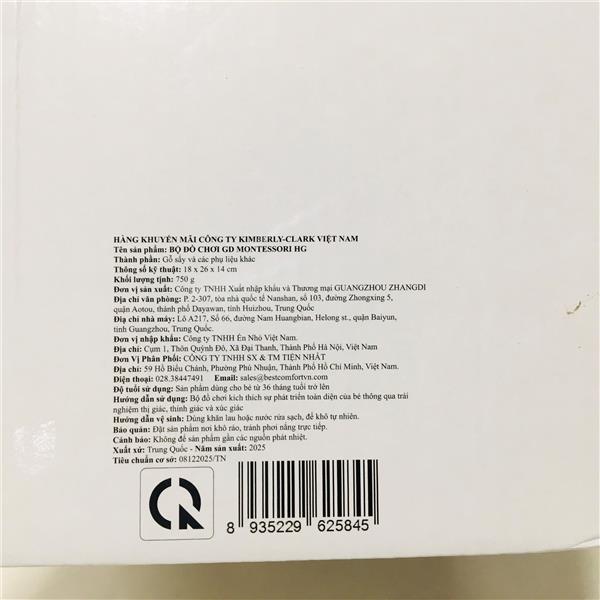 HÀNG KHUYẾN MÃI CÔNG TY KIMBERLY-CLARK VIỆT NAM
Tên sản phẩm: BỘ ĐỒ CHƠI GD MONTESSORI HG
Thành phần: Gỗ sấy và các phụ liệu khác
Thông số kỹ thuật: 18 x 26 x 14 cm
Khối lượng tịnh: 750 g
Đơn vị sản xuất: Công ty TNHH Xuất nhập khẩu và Thương mại GUANGZHOU ZHANGDI
Địa chỉ văn phòng: P. 2-307, tòa nhà quốc tế Nanshan, số 103, đường Zhongxing 5,
quận Aotou, thành phố Dayawan, tỉnh Huizhou, Trung Quốc
Địa chỉ nhà máy: Lô A217, Số 66, đường Nam Huangbian, Helong st., quận Baiyun,
tỉnh Guangzhou, Trung Quốc.
Đơn vị nhập khẩu: Công ty TNHH Én Nhỏ Việt Nam.
Địa chỉ: Cụm 1, Thôn Quỳnh Đô, Xã Đại Thanh, Thành Phố Hà Nội, Việt Nam
Đơn Vị Phân Phối: CÔNG TY TNHH SX & TM TIỆN NHẤT
Địa chỉ: 59 Hồ Biểu Chánh, Phường Phú Nhuận, Thành Phố Hồ Chí Minh, Việt Nam.
Điện thoại: 028.38447491 Email: sales@bestcomfortvn.com
Độ tuổi sử dụng: Sản phẩm dùng cho bé từ 36 tháng tuổi trở lên
Hướng dẫn sử dụng: Bộ đồ chơi kích thích sự phát triển toàn diện của bé thông qua trải
nghiệm thị giác, thính giác và xúc giác
Hướng dẫn vệ sinh: Dùng khăn lau hoặc nước rửa sạch, để khô tự nhiên.
Bảo quản: Đặt sản phẩm nơi khô ráo, tránh phơi nắng trực tiếp.
Cảnh báo: Không để sản phẩm gần các nguồn phát nhiệt.
Xuất xứ: Trung Quốc - Năm sản xuất: 2025
Tiêu chuẩn cơ sở: 08122025/TN
CR
8 935229 625845